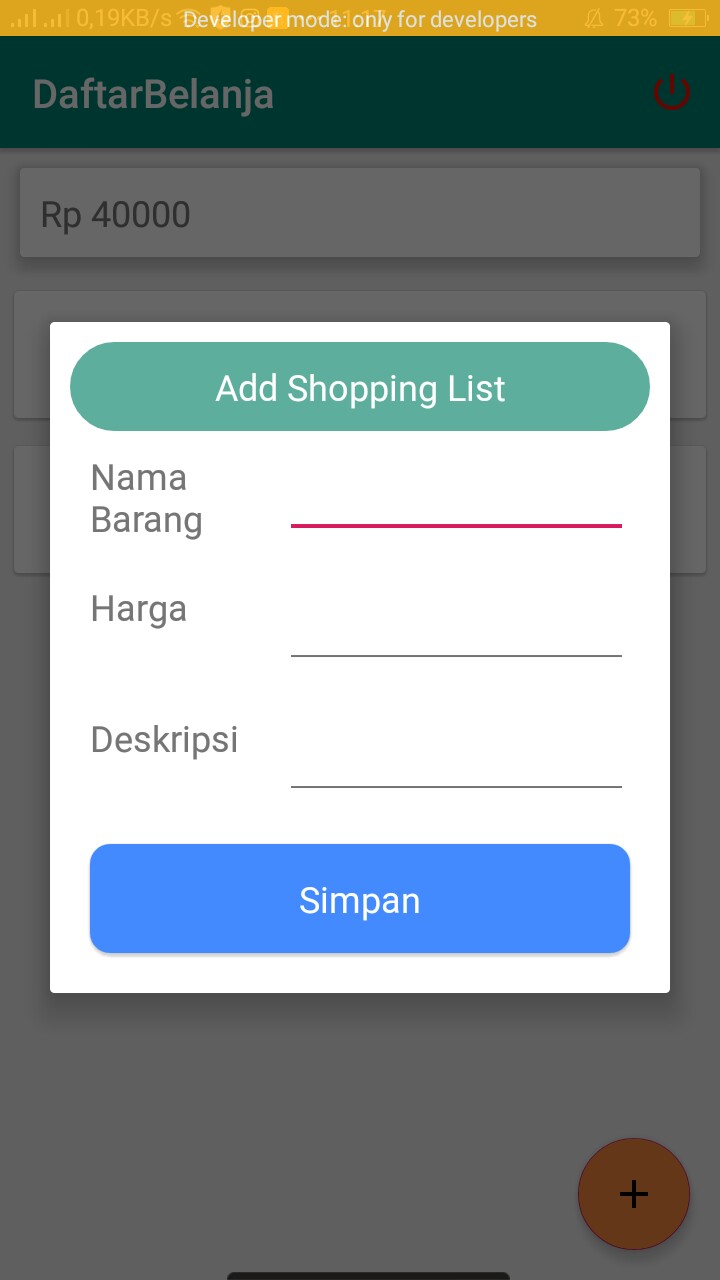 0,19KB/s
Developer mode: only for developers
73%
DaftarBelanja
Rp 40000
Add Shopping List
Nama
Barang
Harga
Deskripsi
Simpan